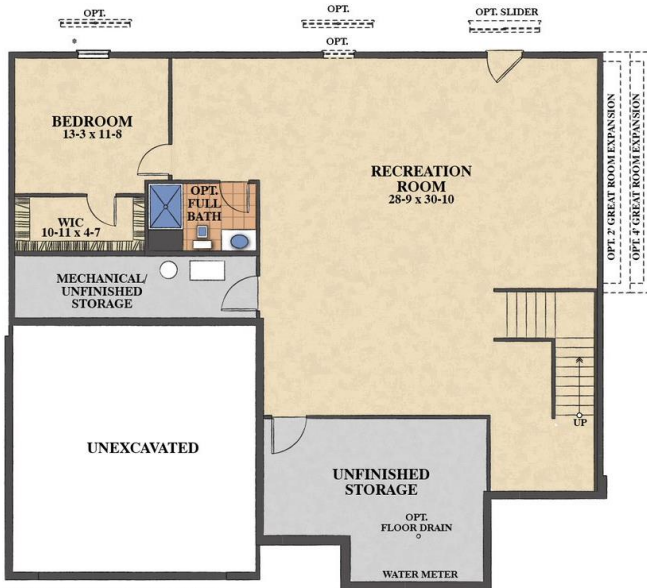 OPT.
OPT.
OPT. SLIDER
OPT.
BEDROOM
13-3 x 11-8
RECREATION
ROOM
28-9 x 30-10
OPT. 2' GREAT ROOM EXPANSION
OPT. 4' GREAT ROOM EXPANSION
OPT.
FULL
BATH
WIC
10-11 x 4-7
MECHANICAL/
UNFINISHED
STORAGE
UP
UNEXCAVATED
UNFINISHED
STORAGE
OPT.
FLOOR DRAIN
WATER METER